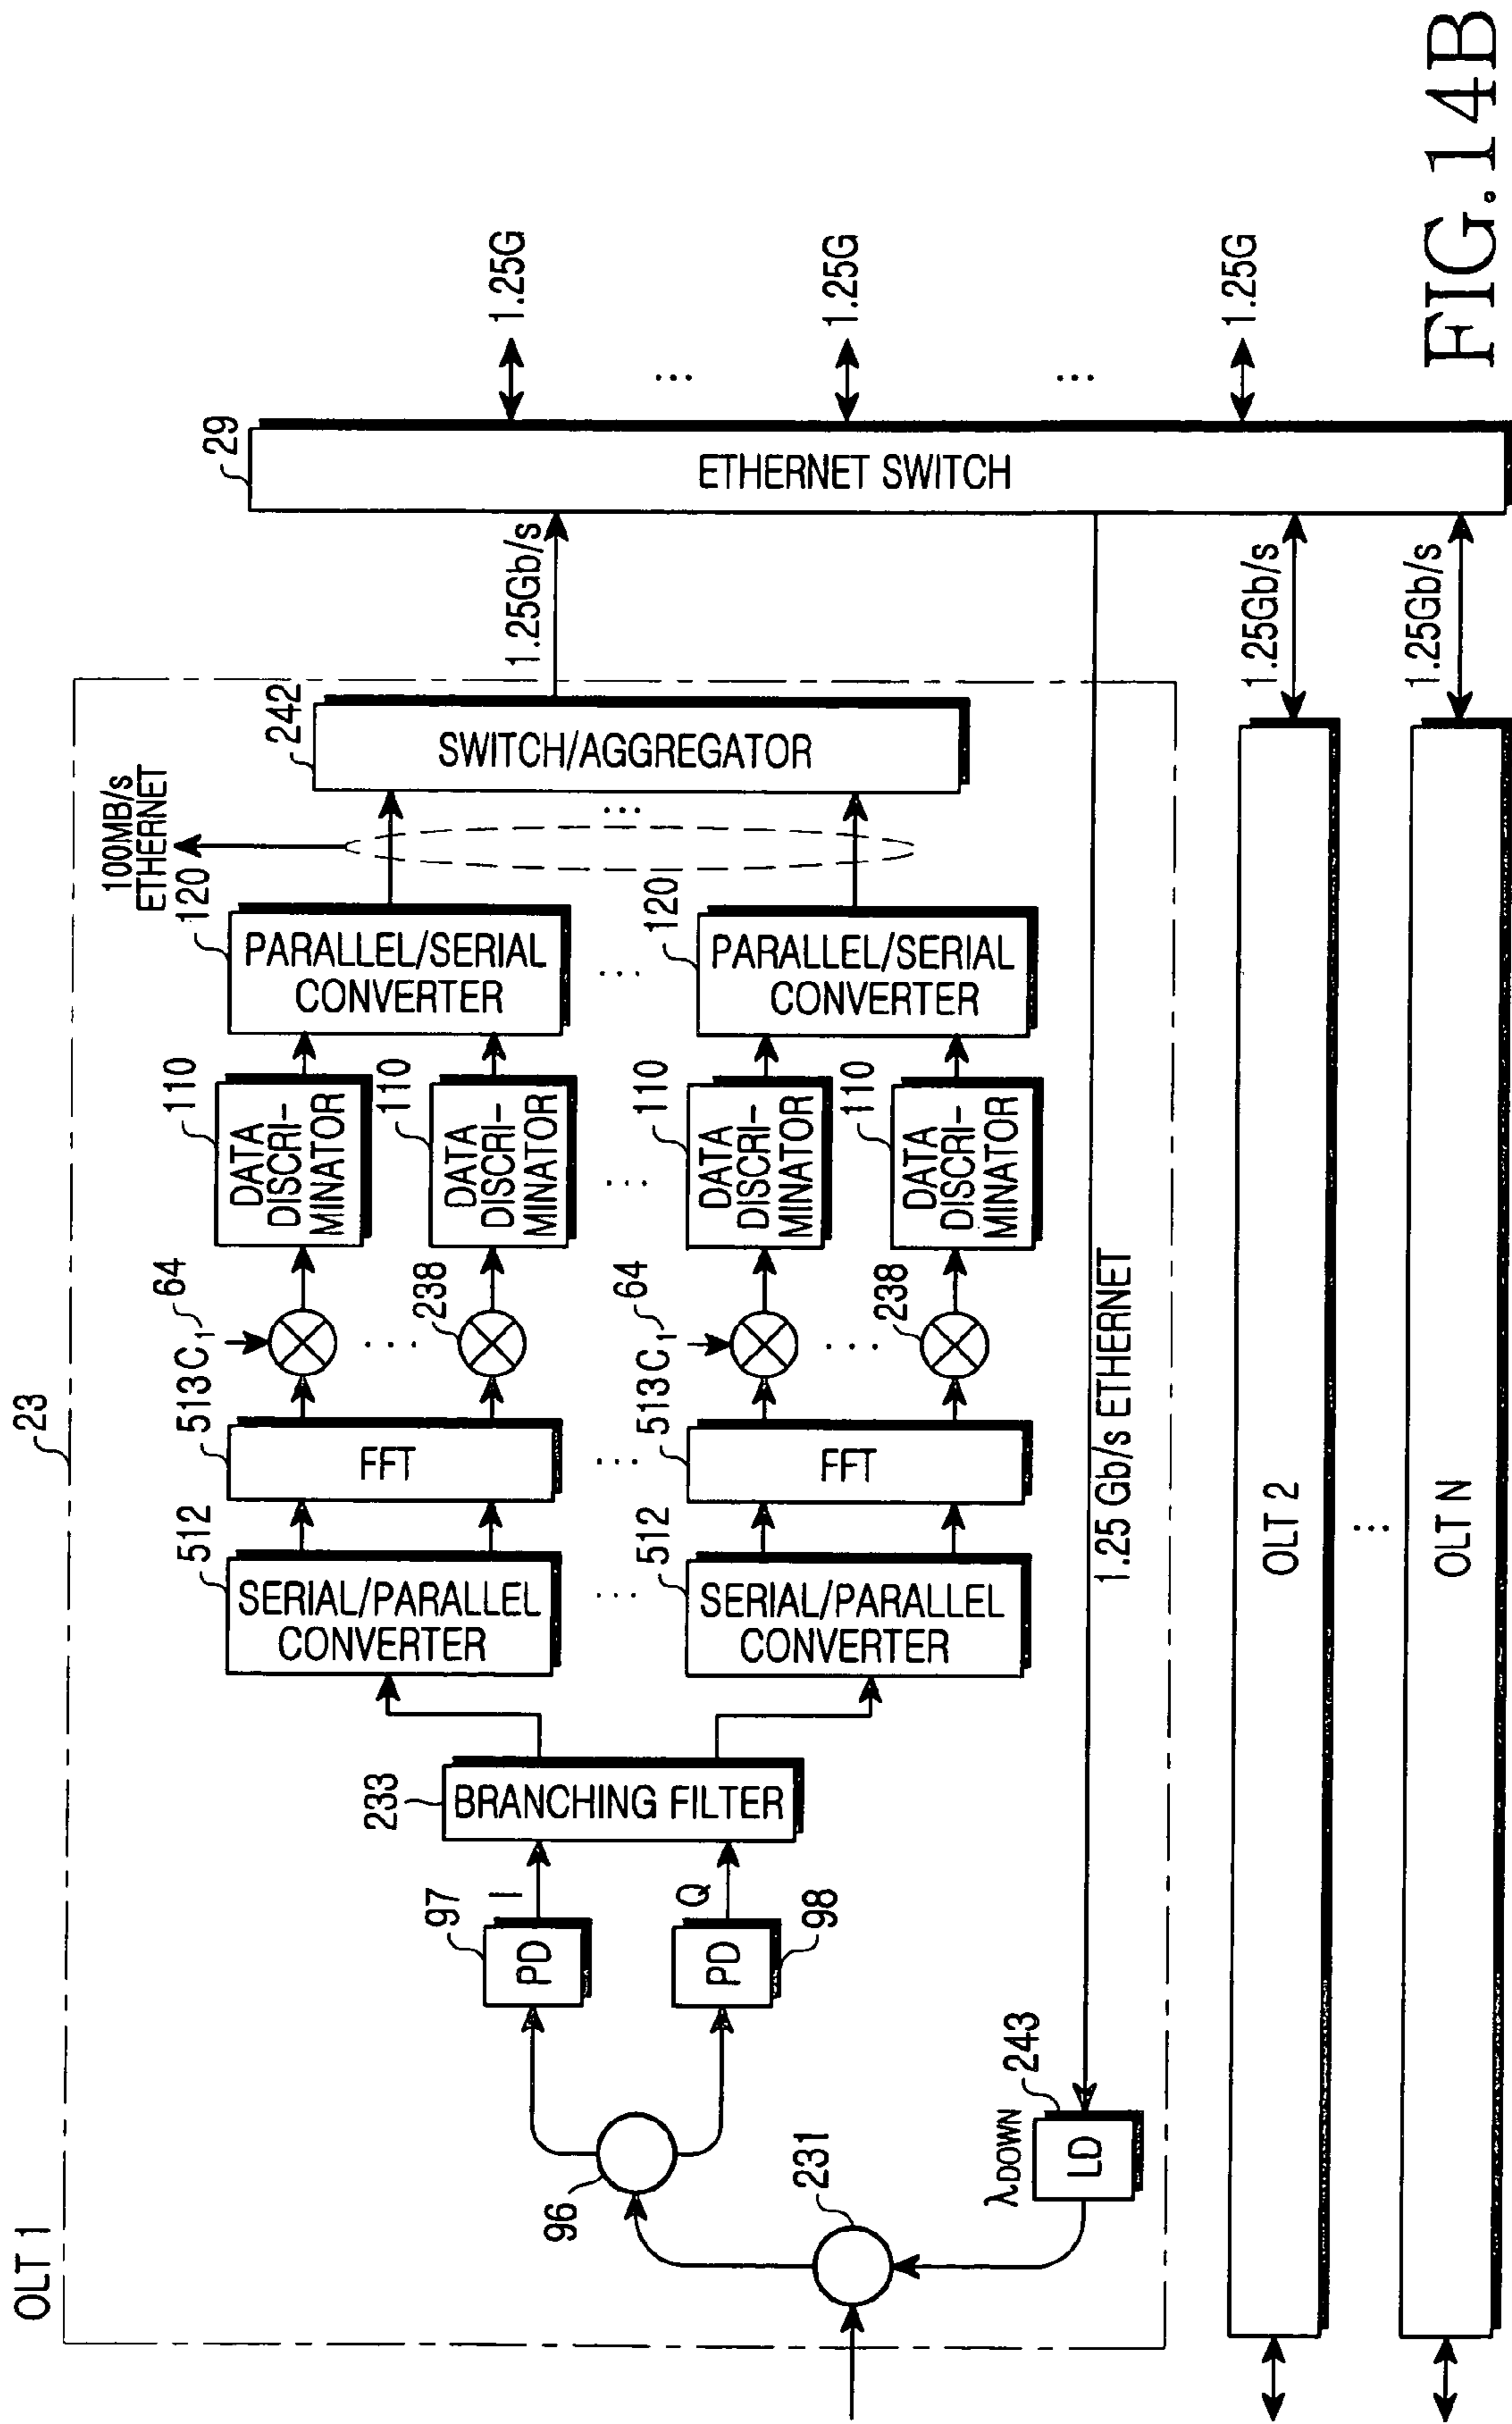 OLT 1
23
231
96
λDOWN
LD
243
97
PD
I
PD
Q
98
233
BRANCHING FILTER
512
SERIAL/PARALLEL
CONVERTER
...
512
SERIAL/PARALLEL
CONVERTER
513
FFT
...
513
FFT
C1
64
...
238
C1
64
...
238
110
DATA
DISCRI-
MINATOR
110
DATA
DISCRI-
MINATOR
...
110
DATA
DISCRI-
MINATOR
110
DATA
DISCRI-
MINATOR
120
PARALLEL/SERIAL
CONVERTER
...
120
PARALLEL/SERIAL
CONVERTER
100MB/s
ETHERNET
...
242
SWITCH/AGGREGATOR
1.25Gb/s
1.25 Gb/s ETHERNET
29
ETHERNET SWITCH
1.25G
...
1.25G
...
1.25G
OLT 2
1.25Gb/s
...
OLT N
1.25Gb/s
FIG.14B